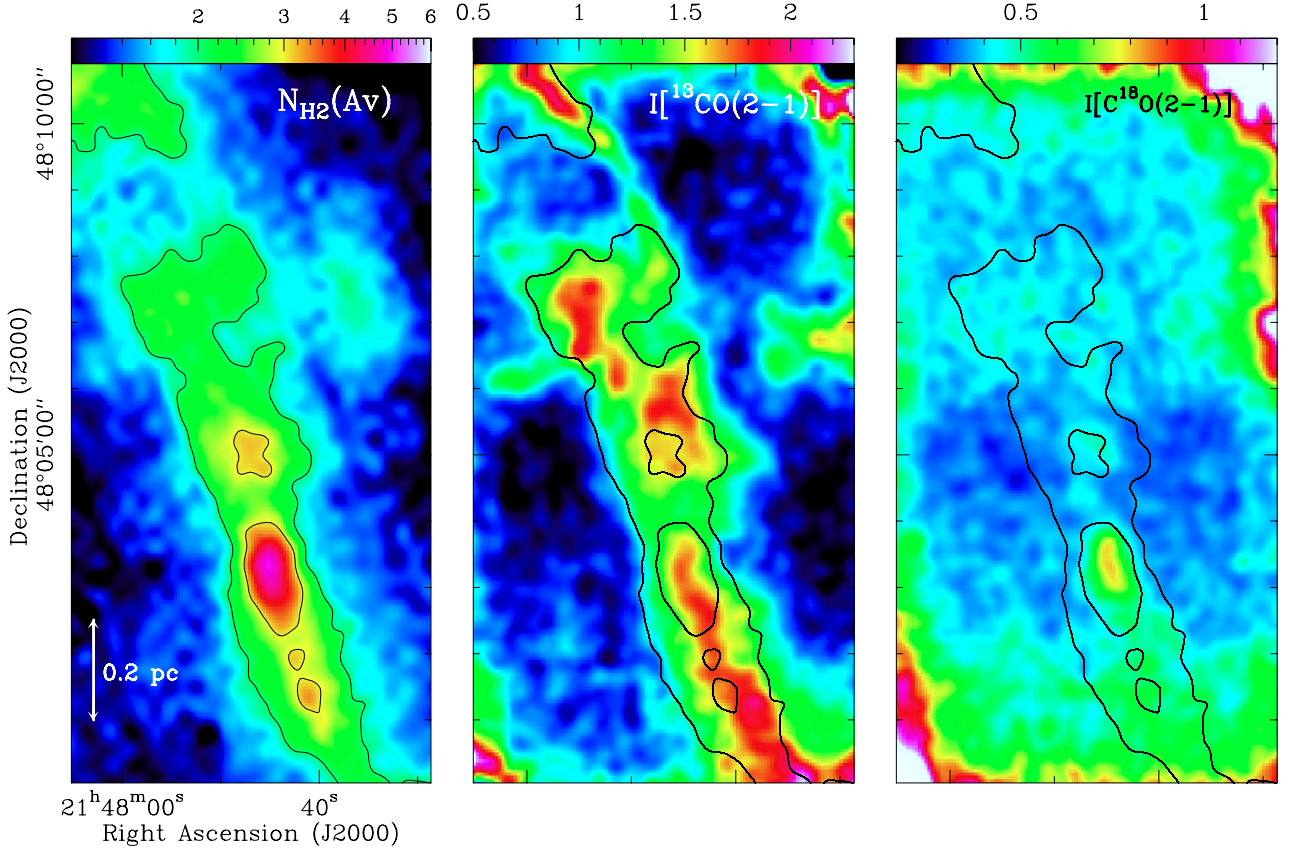 2 3 4 5 6
0.5 1 1.5 2
0.5 1
N_H2(Av)
I[¹³CO(2−1)]
I[C¹⁸O(2−1)]
48°10'00''
48°05'00''
Declination (J2000)
0.2 pc
21ʰ48ᵐ00ˢ 40ˢ
Right Ascension (J2000)